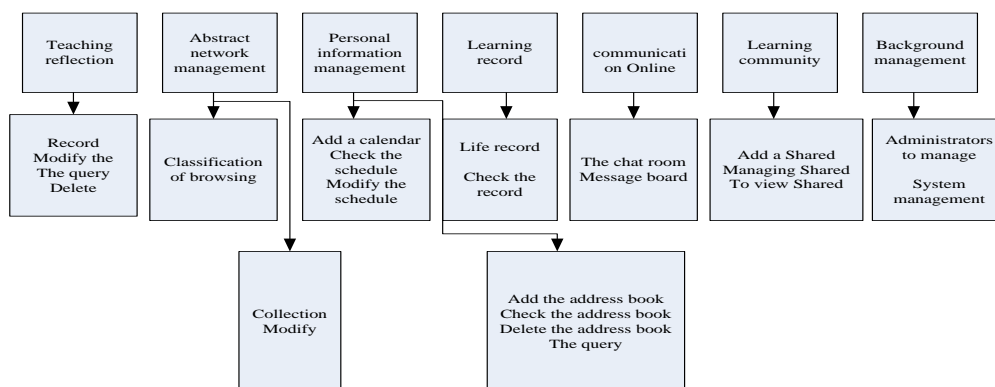 Teaching
reflection
Abstract
network
management
Personal
information
management
Learning
record
communicati
on Online
Learning
community
Background
management
Record
Modify the
The query
Delete
Classification
of browsing
Add a calendar
Check the
schedule
Modify the
schedule
Life record
Check the
record
The chat room
Message board
Add a Shared
Managing Shared
To view Shared
Administrators
to manage
System
management
Collection
Modify
Add the address book
Check the address book
Delete the address book
The query